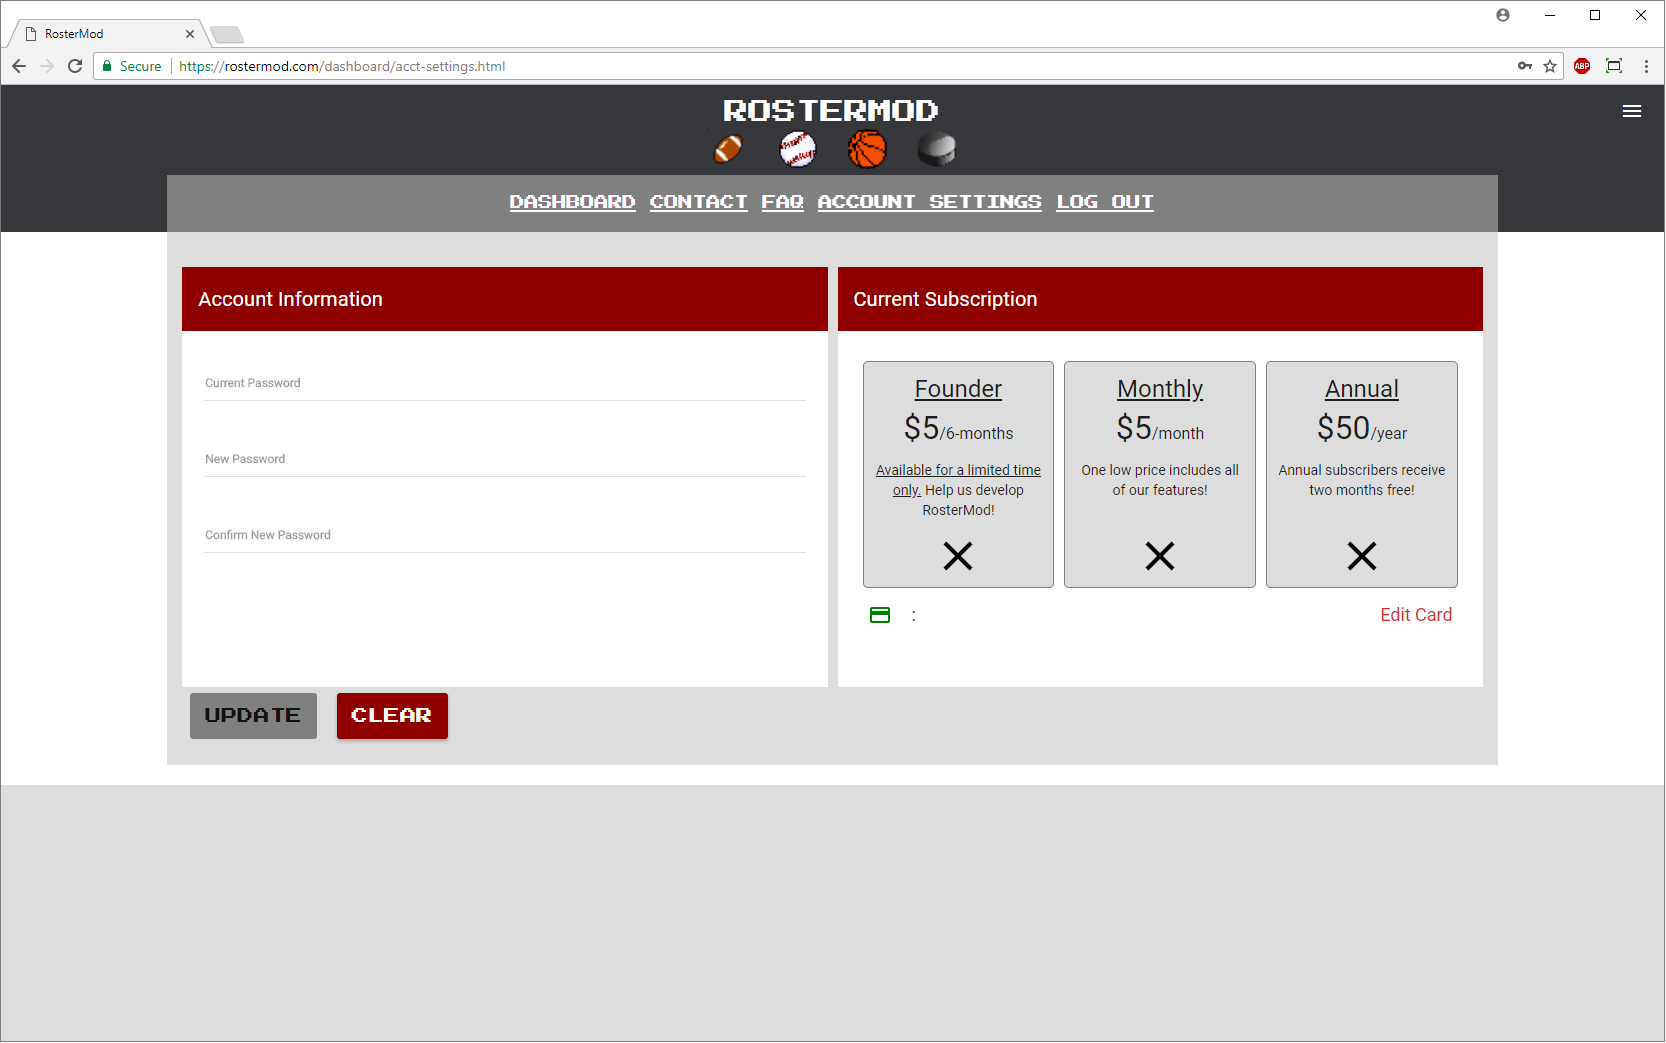 RosterMod
Secure
https://rostermod.com/dashboard/acct-settings.html
ABP
ROSTERMOD
DASHBOARD CONTACT FAQ ACCOUNT SETTINGS LOG OUT
Account Information
Current Password
New Password
Confirm New Password
UPDATE CLEAR
Current Subscription
Founder
$5/6-months
Available for a limited time
only. Help us develop
RosterMod!
Monthly
$5/month
One low price includes all
of our features!
Annual
$50/year
Annual subscribers receive
two months free!
: Edit Card